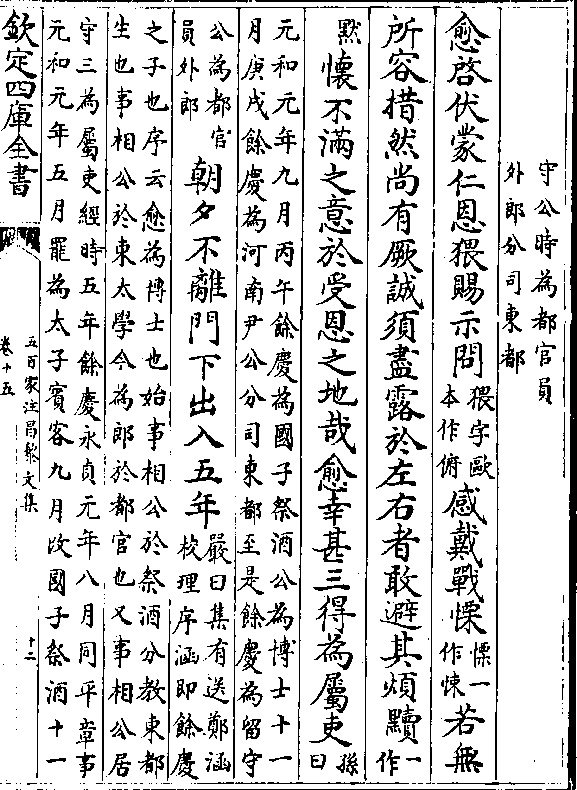 守公時為都官員
外郎分司東都
愈啓伏蒙仁恩猥賜示問猥字歐本作俯感戴戰慄慄一作悚若無
所容措然尚有厥誠須盡露於左右者敢避其煩黷一作
黙懷不滿之意於受恩之地哉愈幸甚三得為屬吏孫曰
元和元年九月丙午餘慶為國子祭酒公為博士十一
月庚戌餘慶為河南尹公分司東都至是餘慶為留守
公為都官員外郎朝夕不離門下出入五年嚴曰集有送鄭涵校理序涵即餘慶
之子也序云愈為博士也始事相公於祭酒分教東都
生也事相公於東太學今為郎於都官也又事相公居
守三為屬吏經時五年餘慶永貞元年八月同平章事
元和元年五月罷為太子賓客九月改國子祭酒十一
欽定四庫全書
五百家注昌黎文集
卷十五
十二